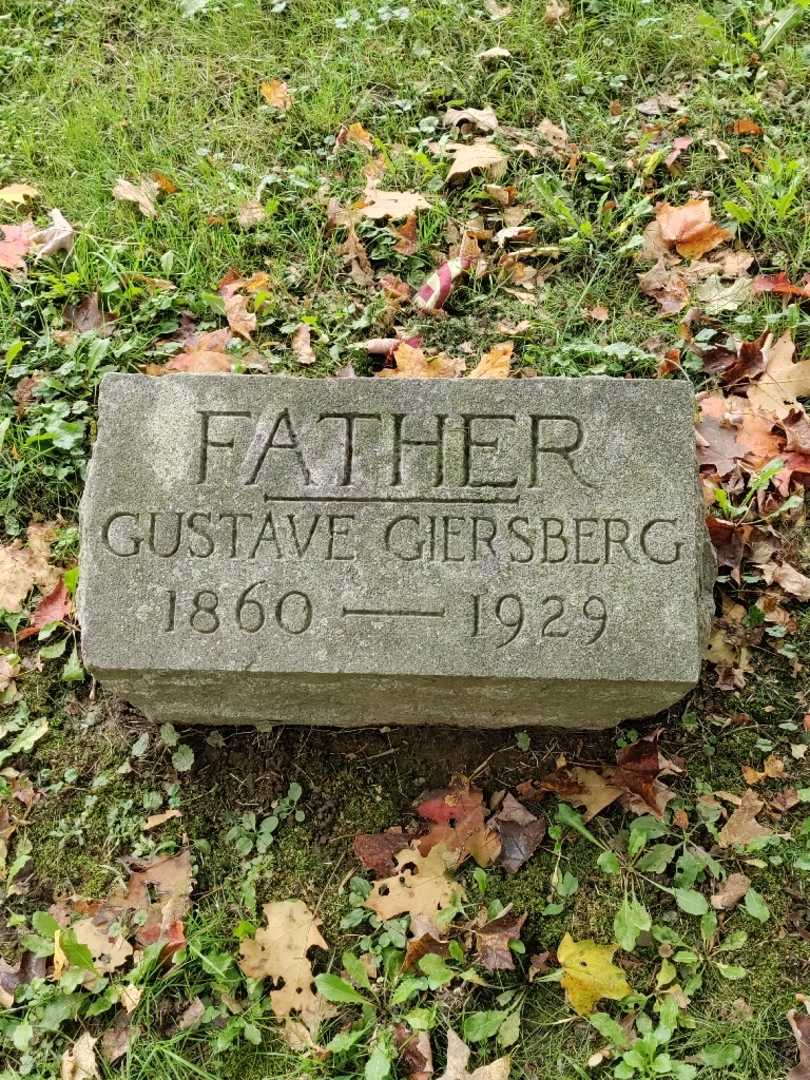 FATHER
GUSTAVE GIERSBERG
1860 — 1929